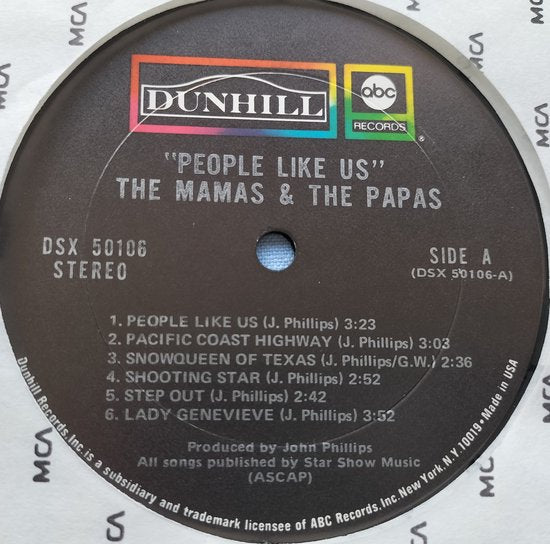 DUNHILL
abc
RECORDS
®
"PEOPLE LIKE US"
THE MAMAS & THE PAPAS
DSX 50106
STEREO
SIDE A
(DSX 50106-A)
1. PEOPLE LIKE US (J. Phillips) 3:23
2. PACIFIC COAST HIGHWAY (J. Phillips) 3:03
3. SNOWQUEEN OF TEXAS (J. Phillips/G.W.) 2:36
4. SHOOTING STAR (J. Phillips) 2:52
5. STEP OUT (J. Phillips) 2:42
6. LADY GENEVIEVE (J. Phillips) 3:52
Produced by John Phillips
All songs published by Star Show Music
(ASCAP)
Dunhill Records, Inc. is a subsidiary and trademark licensee of ABC Records, Inc. New York, N.Y. 10019 • Made in USA
MCA
MCA
MCA
MCA
MCA
MCA
MCA
MCA